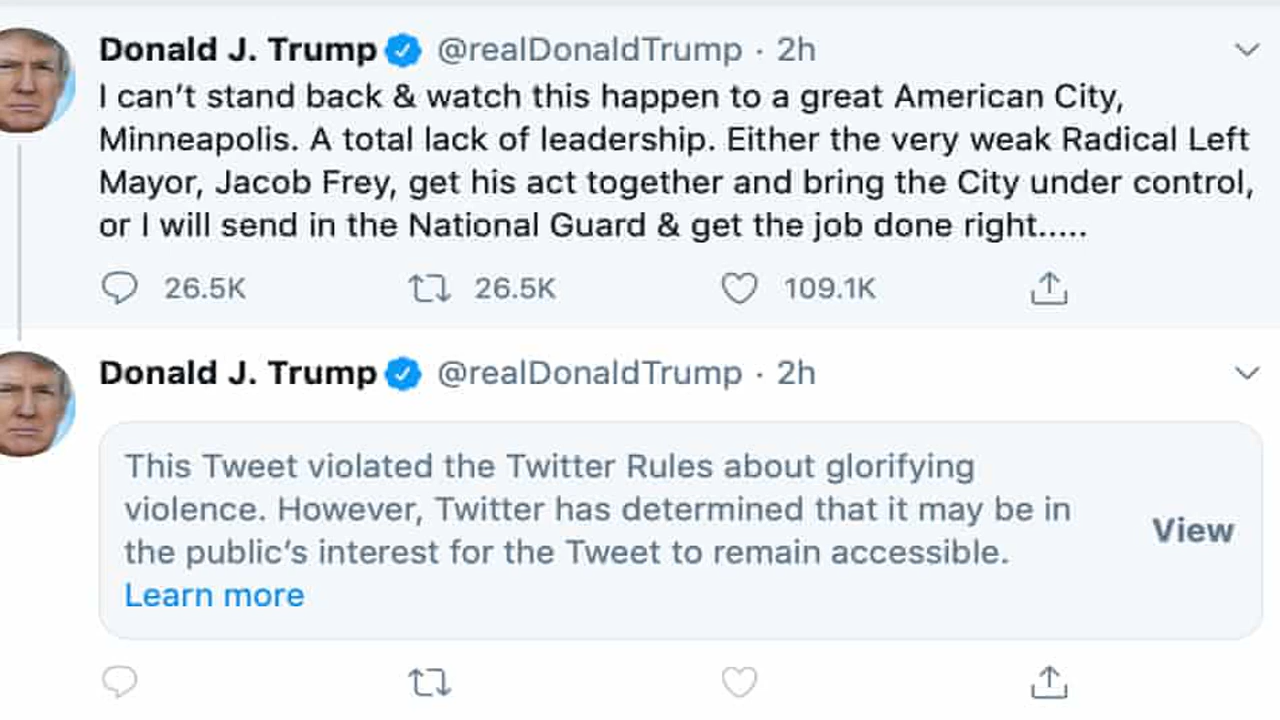 Donald J. Trump @realDonaldTrump · 2h
I can’t stand back & watch this happen to a great American City,
Minneapolis. A total lack of leadership. Either the very weak Radical Left
Mayor, Jacob Frey, get his act together and bring the City under control,
or I will send in the National Guard & get the job done right.....
26.5K 26.5K 109.1K
Donald J. Trump @realDonaldTrump · 2h
This Tweet violated the Twitter Rules about glorifying
violence. However, Twitter has determined that it may be in
the public’s interest for the Tweet to remain accessible.
Learn more
View